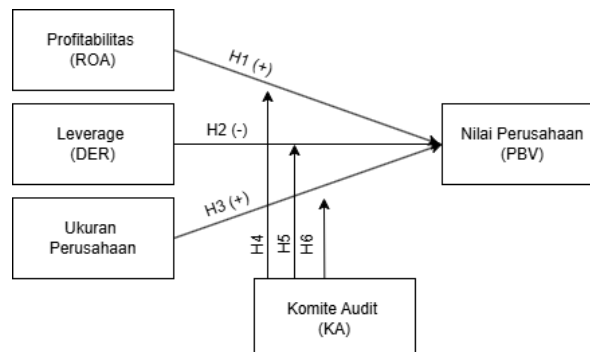 Profitabilitas
(ROA)
H1 (+)
Leverage
(DER)
H2 (-)
Nilai Perusahaan
(PBV)
Ukuran
Perusahaan
H3 (+)
H4
H5
H6
Komite Audit
(KA)